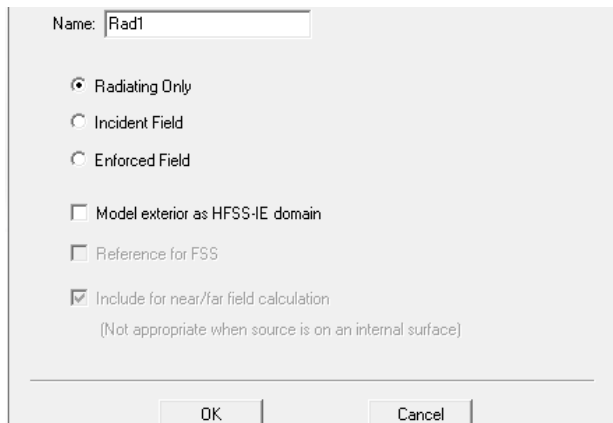 Name: Rad1
Radiating Only
Incident Field
Enforced Field
Model exterior as HFSS-IE domain
Reference for FSS
Include for near/far field calculation
(Not appropriate when source is on an internal surface)
OK Cancel